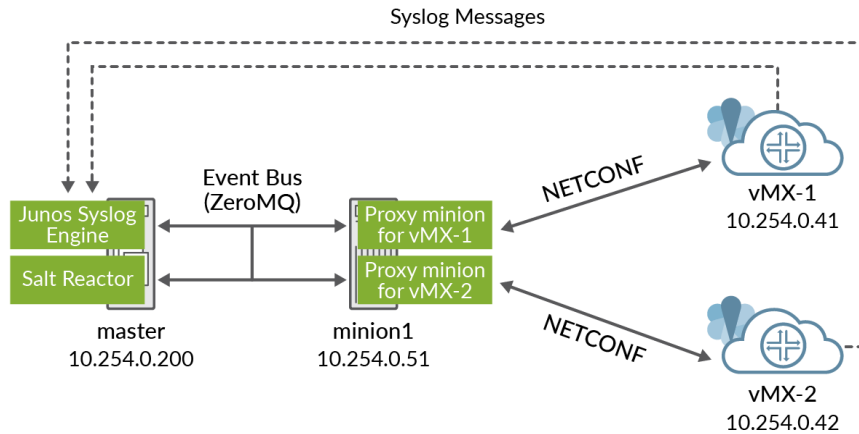 Syslog Messages
Event Bus
(ZeroMQ)
Junos Syslog
Engine
Salt Reactor
Proxy minion
for vMX-1
Proxy minion
for vMX-2
NETCONF
NETCONF
master
10.254.0.200
minion1
10.254.0.51
vMX-1
10.254.0.41
vMX-2
10.254.0.42